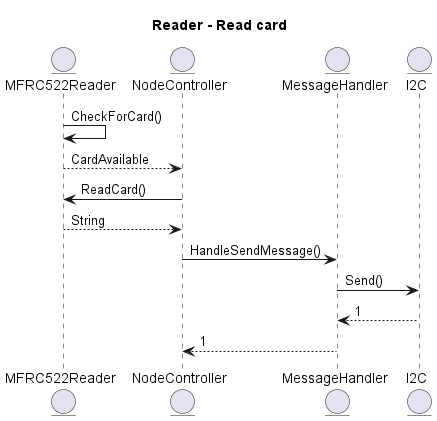 Reader - Read card
MFRC522Reader NodeController MessageHandler I2C
CheckForCard()
CardAvailable
ReadCard()
String
HandleSendMessage()
Send()
1
1
MFRC522Reader NodeController MessageHandler I2C